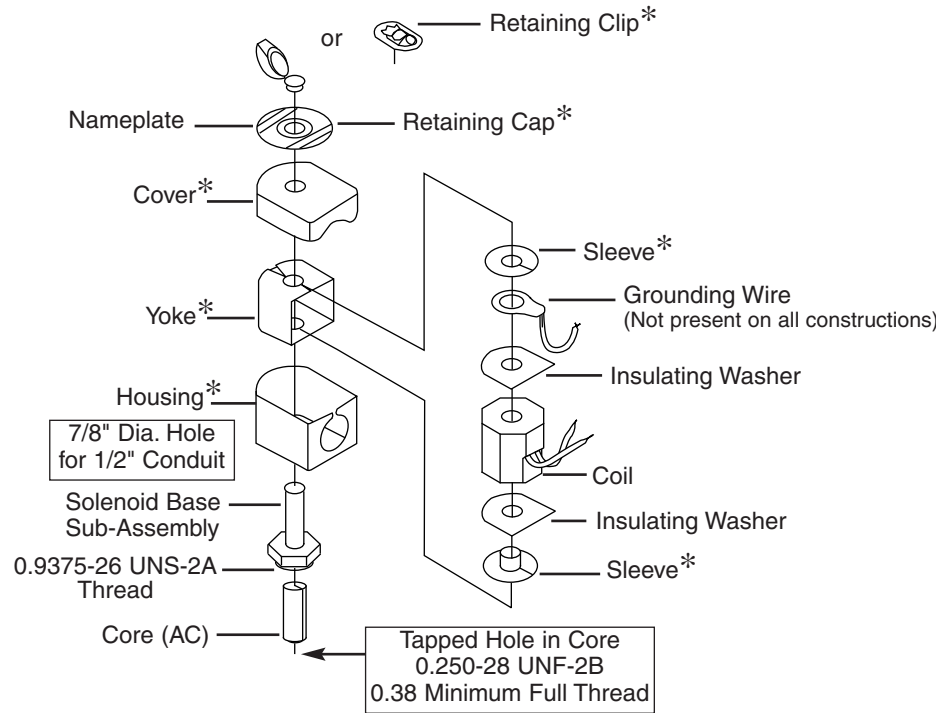 or
Retaining Clip*
Nameplate
Retaining Cap*
Cover*
Sleeve*
Grounding Wire
(Not present on all constructions)
Yoke*
Insulating Washer
Housing*
7/8" Dia. Hole
for 1/2" Conduit
Coil
Solenoid Base
Sub-Assembly
Insulating Washer
0.9375-26 UNS-2A
Thread
Sleeve*
Core (AC)
Tapped Hole in Core
0.250-28 UNF-2B
0.38 Minimum Full Thread